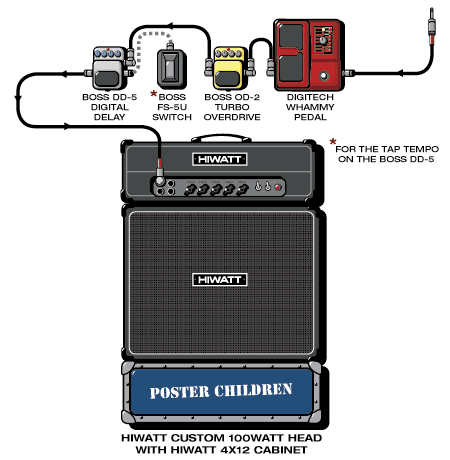 BOSS DD-5
DIGITAL
DELAY
*BOSS
FS-5U
SWITCH
BOSS OD-2
TURBO
OVERDRIVE
DIGITECH
WHAMMY
PEDAL
*FOR THE TAP TEMPO
ON THE BOSS DD-5
HIWATT
HIWATT
POSTER CHILDREN
HIWATT CUSTOM 100WATT HEAD
WITH HIWATT 4X12 CABINET